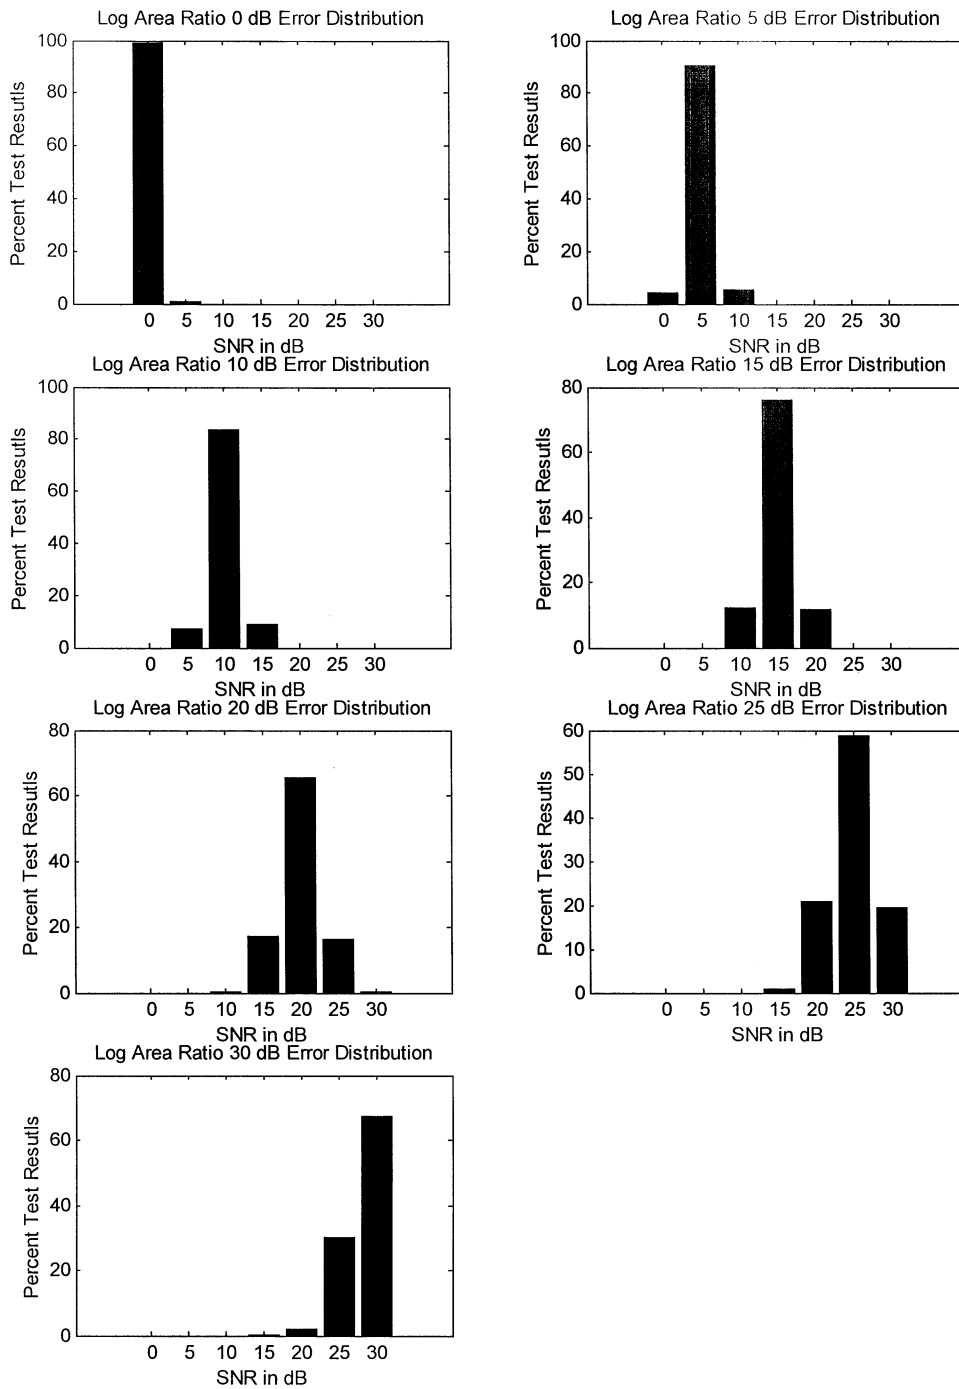 Log Area Ratio 0 dB Error Distribution
100
80
60
40
20
0
Percent Test Resutls
0 5 10 15 20 25 30
SNR in dB
Log Area Ratio 5 dB Error Distribution
100
80
60
40
20
0
Percent Test Resutls
0 5 10 15 20 25 30
SNR in dB
Log Area Ratio 10 dB Error Distribution
100
80
60
40
20
0
Percent Test Resutls
0 5 10 15 20 25 30
SNR in dB
Log Area Ratio 15 dB Error Distribution
80
60
40
20
0
Percent Test Resutls
0 5 10 15 20 25 30
SNR in dB
Log Area Ratio 20 dB Error Distribution
80
60
40
20
0
Percent Test Resutls
0 5 10 15 20 25 30
SNR in dB
Log Area Ratio 25 dB Error Distribution
60
50
40
30
20
10
0
Percent Test Resutls
0 5 10 15 20 25 30
SNR in dB
Log Area Ratio 30 dB Error Distribution
80
60
40
20
0
Percent Test Resutls
0 5 10 15 20 25 30
SNR in dB